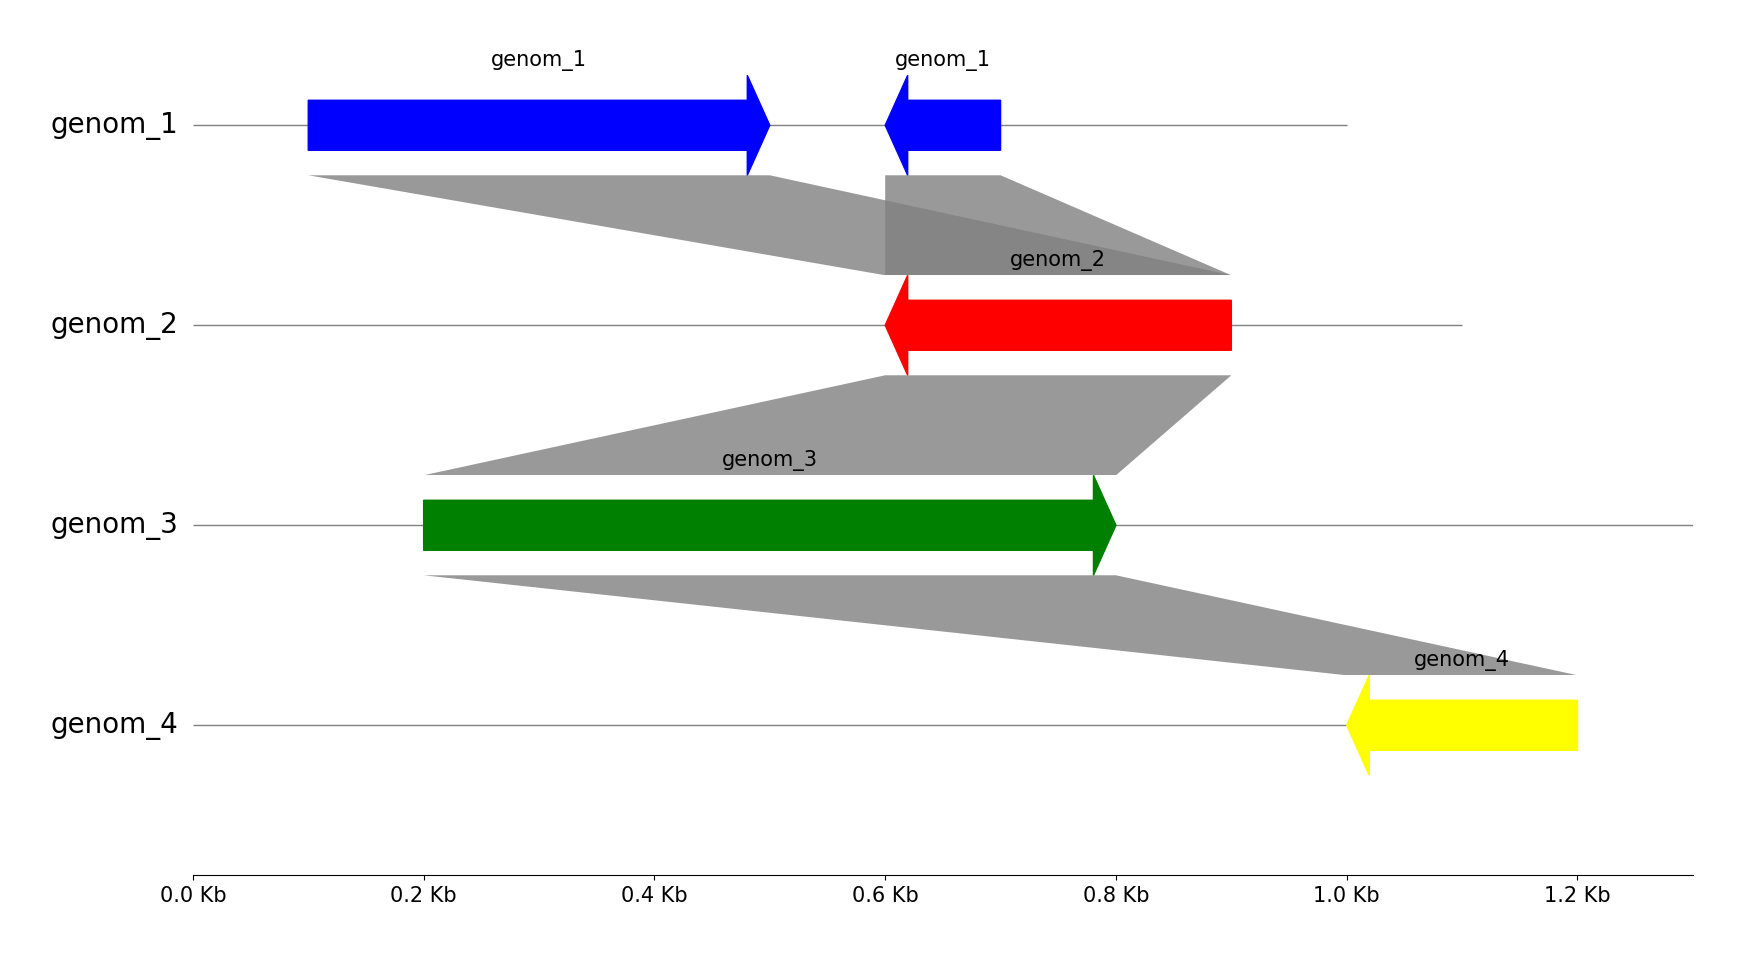 genom_1 genom_1
genom_1
genom_2
genom_2
genom_3
genom_3
genom_4
genom_4
0.0 Kb 0.2 Kb 0.4 Kb 0.6 Kb 0.8 Kb 1.0 Kb 1.2 Kb